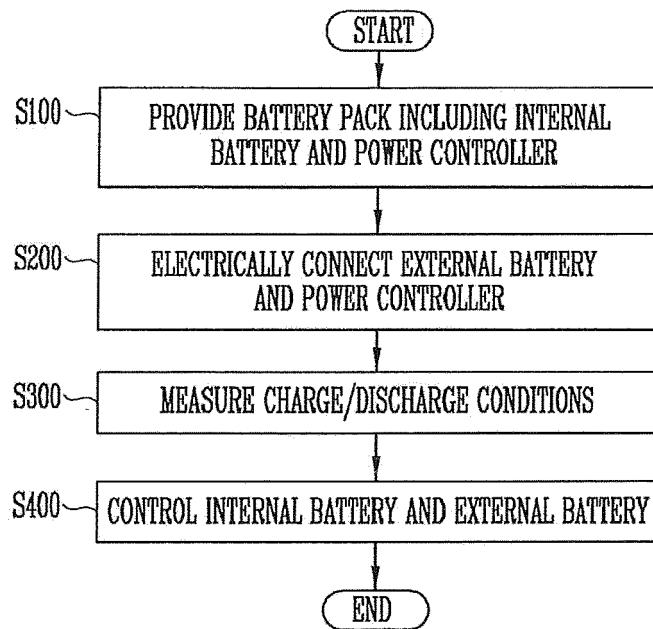 START
S100
PROVIDE BATTERY PACK INCLUDING INTERNAL
BATTERY AND POWER CONTROLLER
S200
ELECTRICALLY CONNECT EXTERNAL BATTERY
AND POWER CONTROLLER
S300
MEASURE CHARGE/DISCHARGE CONDITIONS
S400
CONTROL INTERNAL BATTERY AND EXTERNAL BATTERY
END